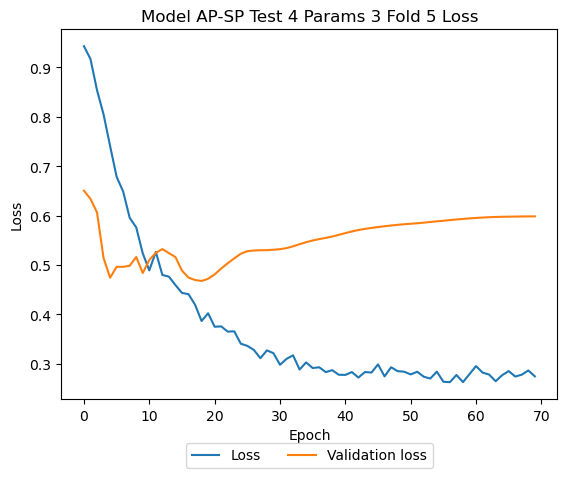 Model AP-SP Test 4 Params 3 Fold 5 Loss
0.9
0.8
0.7
0.6
0.5
0.4
0.3
Loss
0 10 20 30 40 50 60 70
Epoch
Loss Validation loss